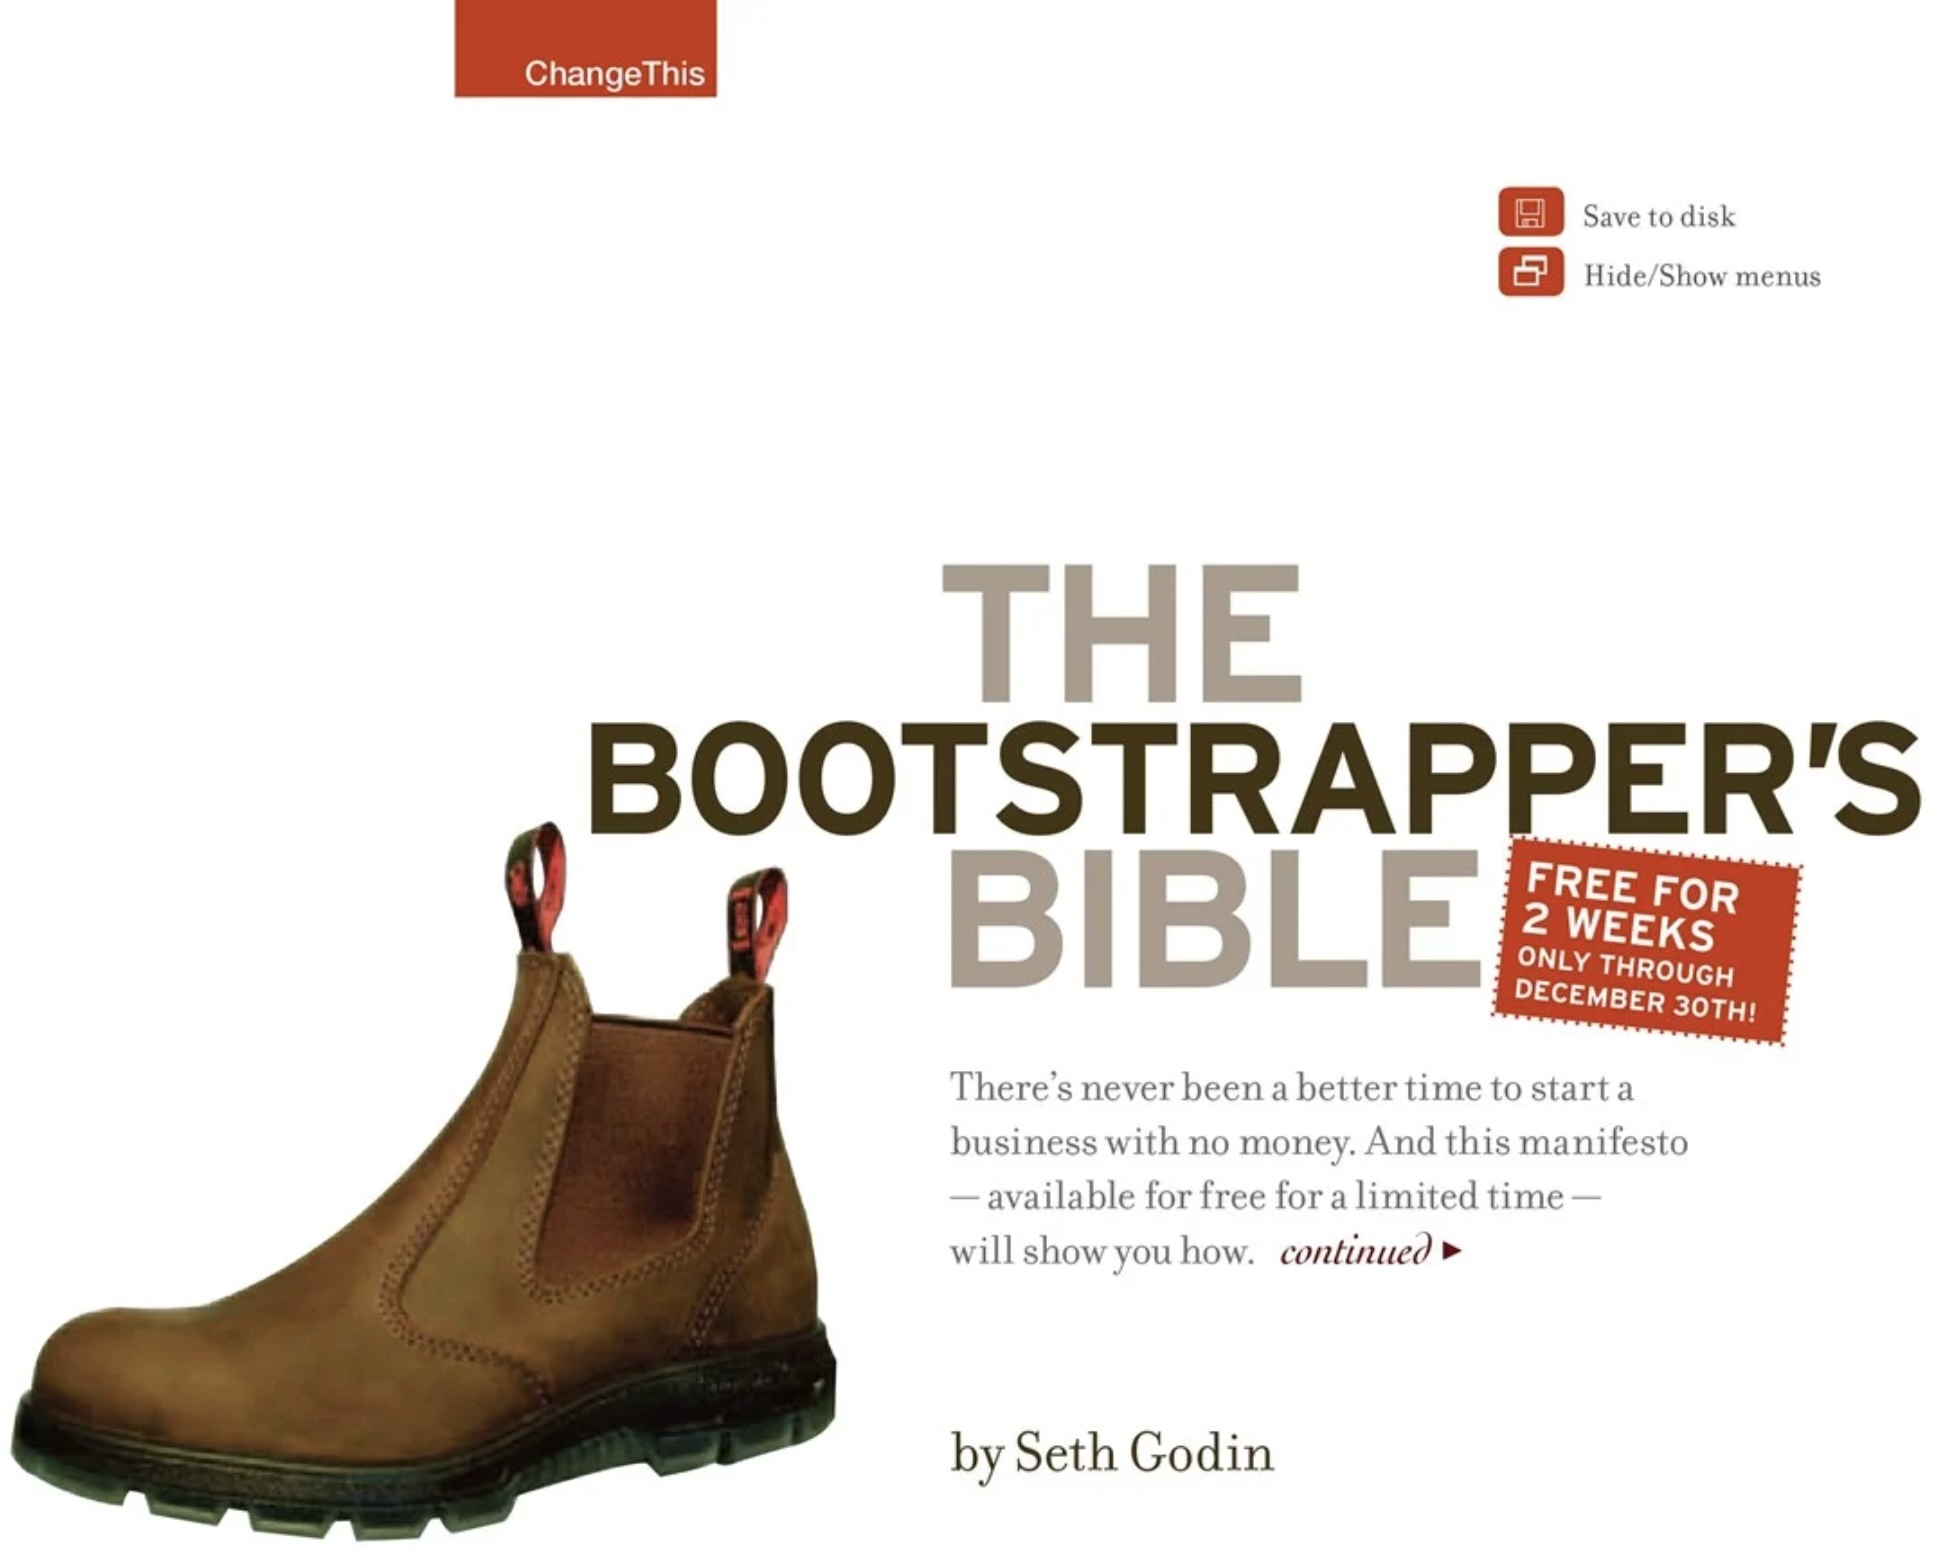 ChangeThis
Save to disk
Hide/Show menus
THE
BOOTSTRAPPER'S
BIBLE
FREE FOR
2 WEEKS
ONLY THROUGH
DECEMBER 30TH!
There's never been a better time to start a
business with no money. And this manifesto
— available for free for a limited time —
will show you how. continued ►
by Seth Godin